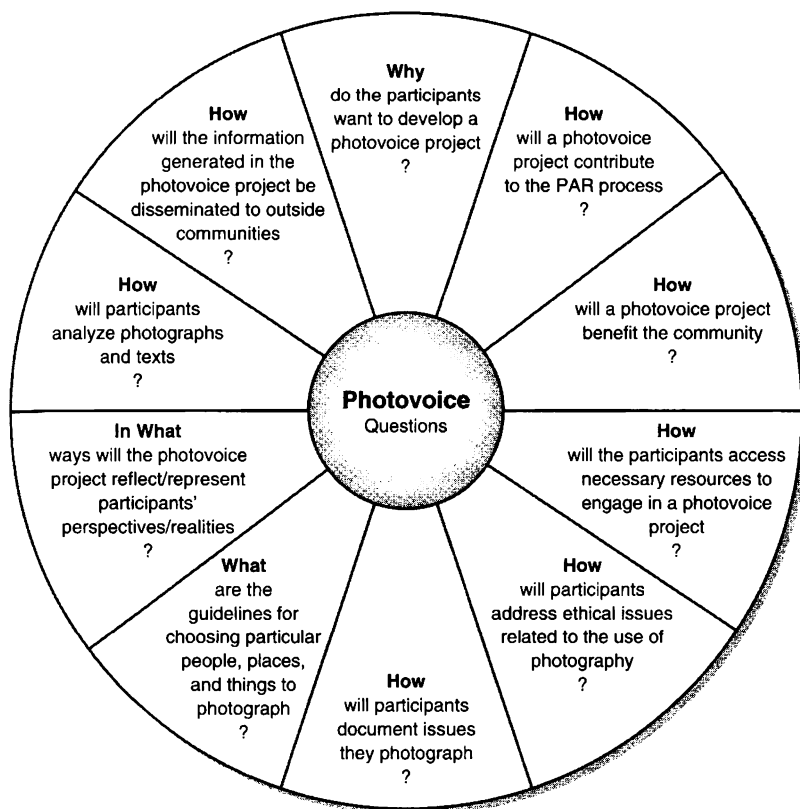 Why
do the participants
want to develop a
photovoice project
?
How
will a photovoice
project contribute
to the PAR process
?
How
will a photovoice project
benefit the community
?
How
will the participants access
necessary resources to
engage in a photovoice
project
?
How
will participants
address ethical issues
related to the use of
photography
?
How
will participants
document issues
they photograph
?
What
are the
guidelines for
choosing particular
people, places,
and things to
photograph
?
In What
ways will the photovoice
project reflect/represent
participants'
perspectives/realities
?
How
will participants
analyze photographs
and texts
?
How
will the information
generated in the
photovoice project be
disseminated to outside
communities
?
Photovoice
Questions